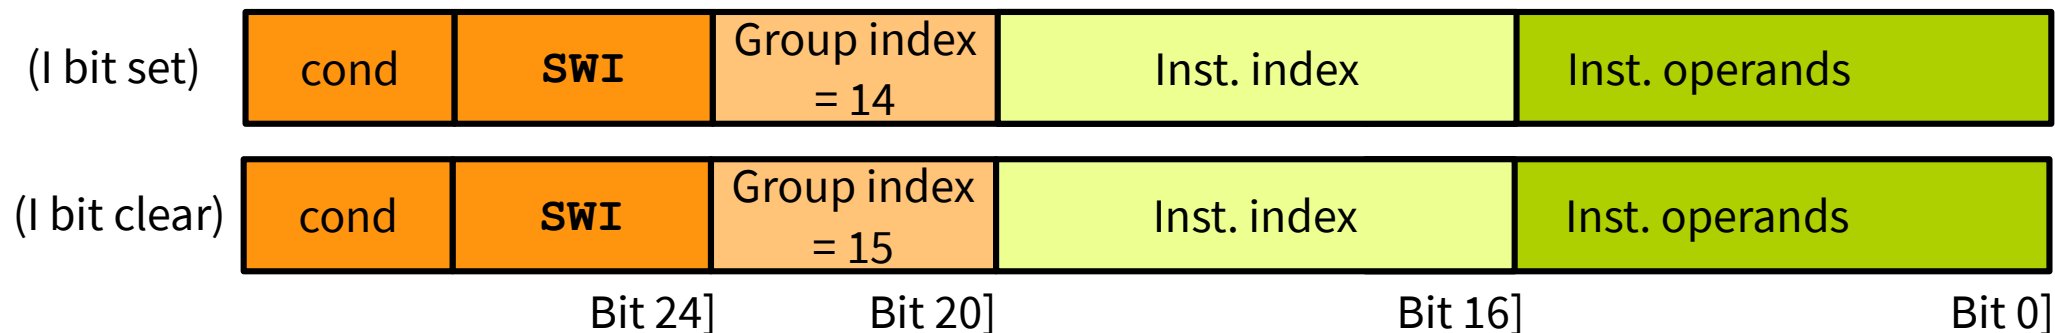 (I bit set) cond SWI Group index = 14 Inst. index Inst. operands
(I bit clear) cond SWI Group index = 15 Inst. index Inst. operands
Bit 24] Bit 20] Bit 16] Bit 0]